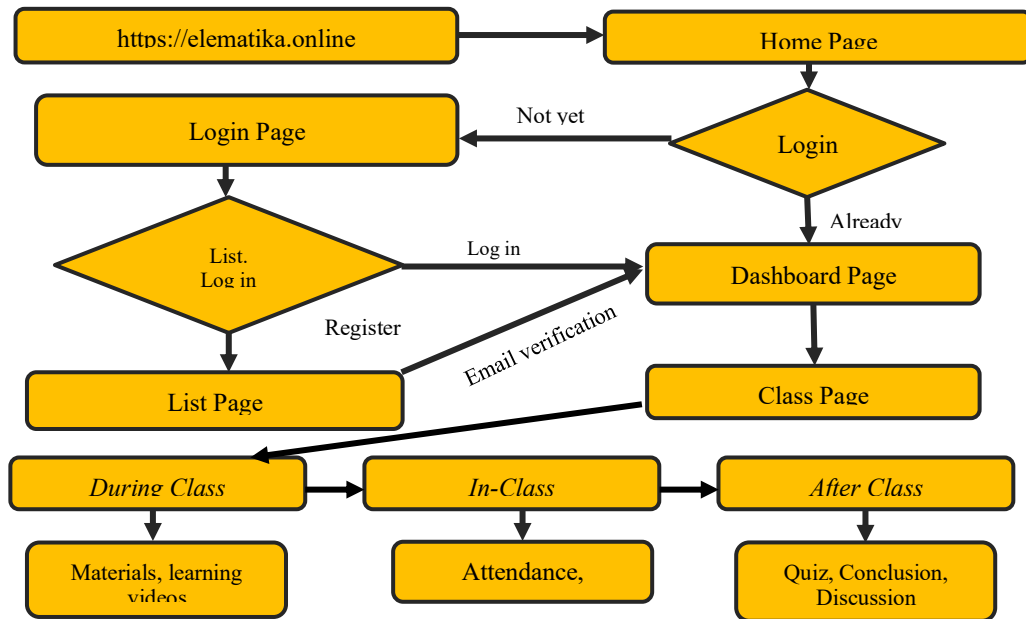 https://elematika.online
Home Page
Login Page
Not yet
Login
Already
List.
Log in
Log in
Dashboard Page
Register
Email verification
List Page
Class Page
During Class
In-Class
After Class
Materials, learning
videos
Attendance,
Quiz, Conclusion,
Discussion